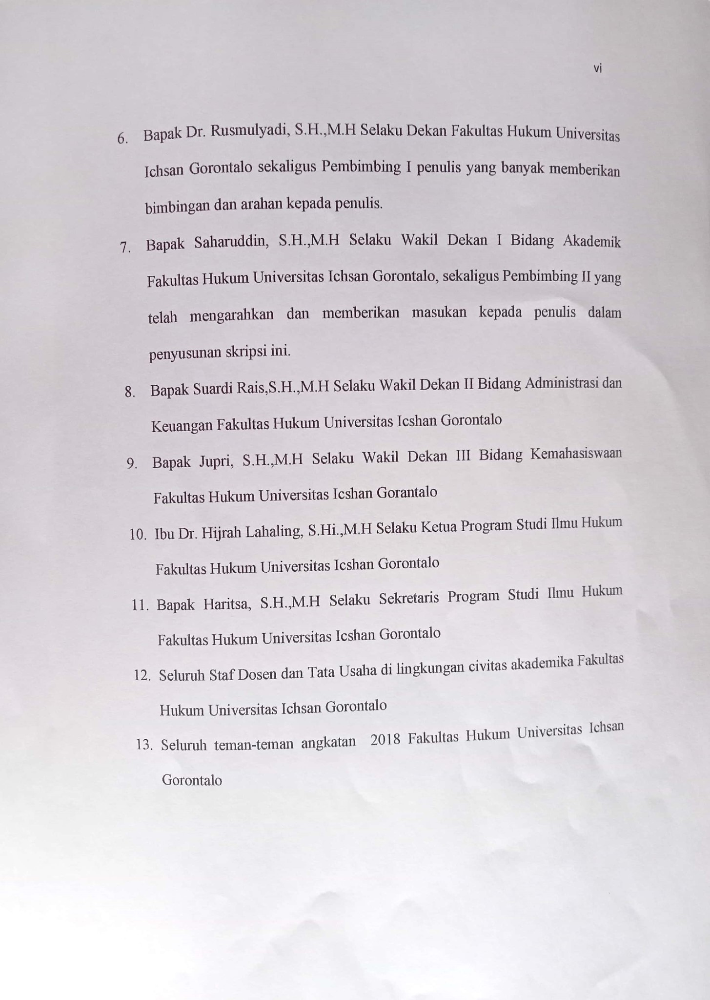 vi
6. Bapak Dr. Rusmulyadi, S.H.,M.H Selaku Dekan Fakultas Hukum Universitas
Ichsan Gorontalo sekaligus Pembimbing I penulis yang banyak memberikan
bimbingan dan arahan kepada penulis.
7. Bapak Saharuddin, S.H.,M.H Selaku Wakil Dekan I Bidang Akademik
Fakultas Hukum Universitas Ichsan Gorontalo, sekaligus Pembimbing II yang
telah mengarahkan dan memberikan masukan kepada penulis dalam
penyusunan skripsi ini.
8. Bapak Suardi Rais,S.H.,M.H Selaku Wakil Dekan II Bidang Administrasi dan
Keuangan Fakultas Hukum Universitas Icshan Gorontalo
9. Bapak Jupri, S.H.,M.H Selaku Wakil Dekan III Bidang Kemahasiswaan
Fakultas Hukum Universitas Icshan Gorantalo
10. Ibu Dr. Hijrah Lahaling, S.Hi.,M.H Selaku Ketua Program Studi Ilmu Hukum
Fakultas Hukum Universitas Icshan Gorontalo
11. Bapak Haritsa, S.H.,M.H Selaku Sekretaris Program Studi Ilmu Hukum
Fakultas Hukum Universitas Icshan Gorontalo
12. Seluruh Staf Dosen dan Tata Usaha di lingkungan civitas akademika Fakultas
Hukum Universitas Ichsan Gorontalo
13. Seluruh teman-teman angkatan 2018 Fakultas Hukum Universitas Ichsan
Gorontalo